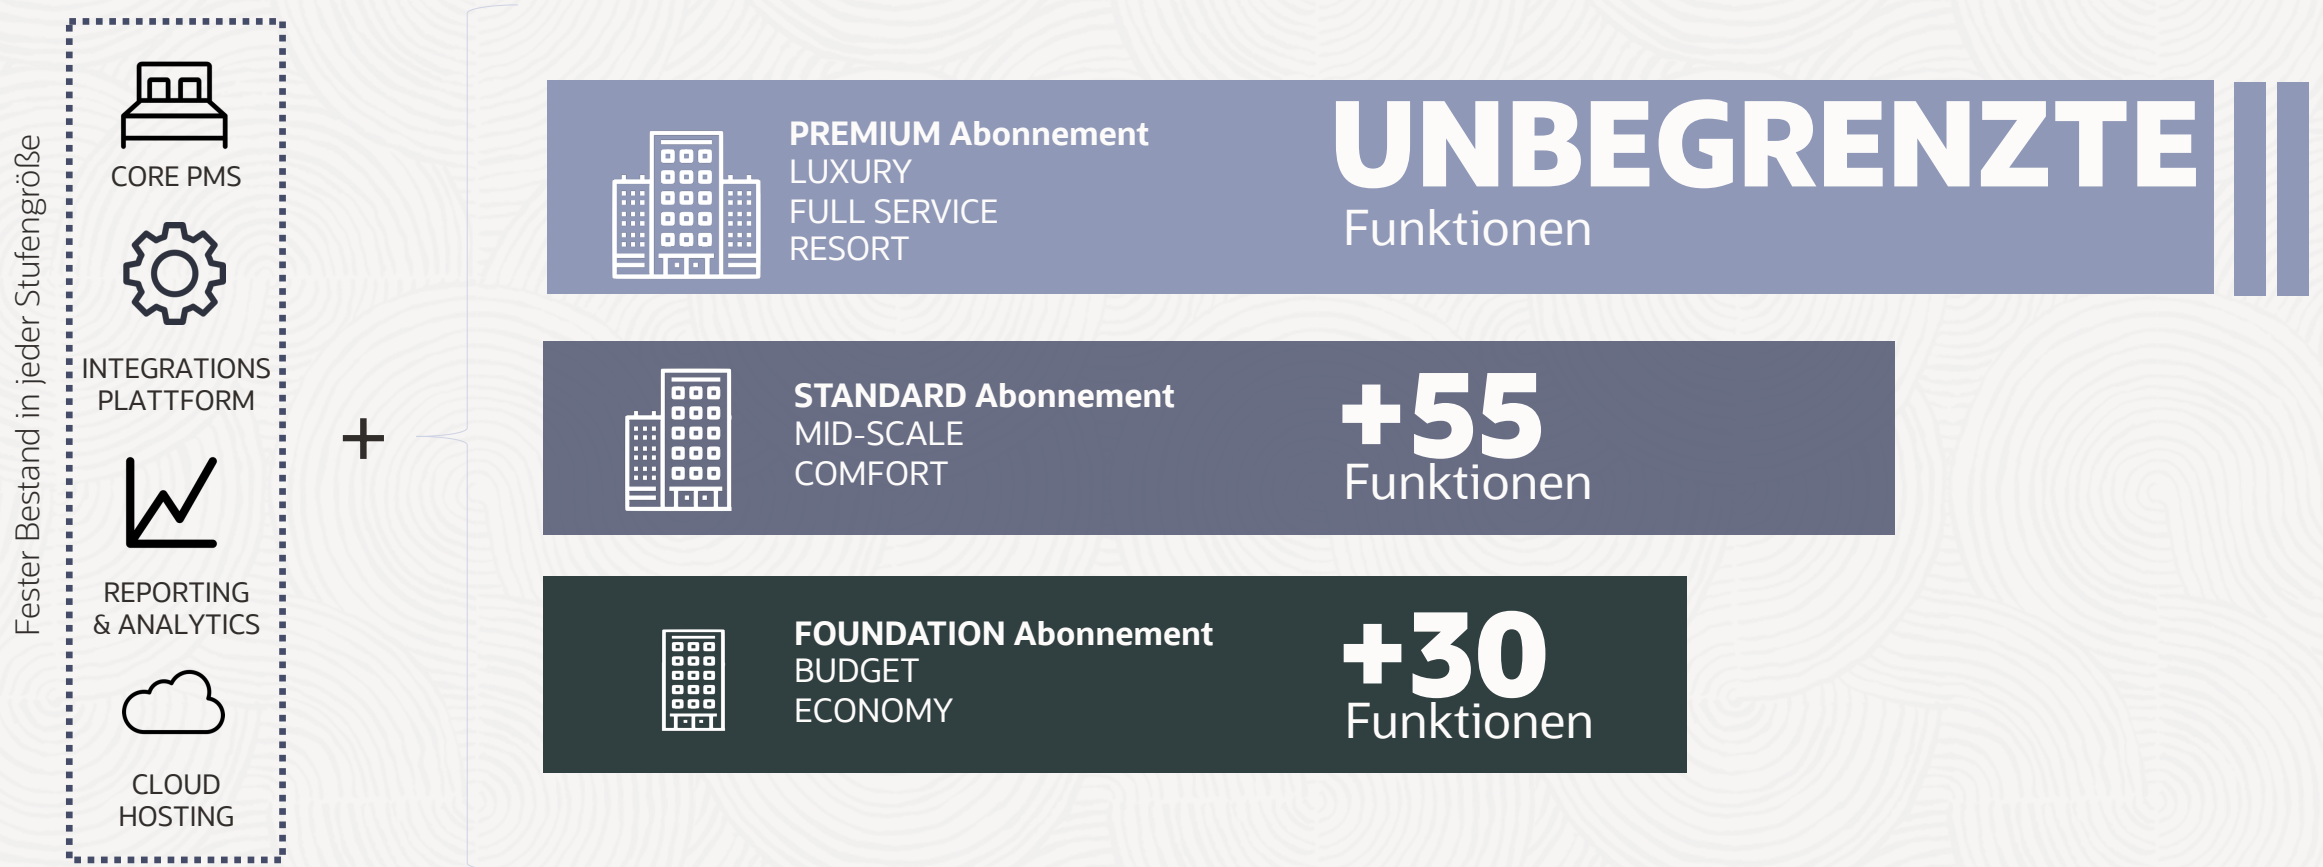 Fester Bestand in jeder Stufengröße
CORE PMS
INTEGRATIONS
PLATTFORM
REPORTING
& ANALYTICS
CLOUD
HOSTING
+
PREMIUM Abonnement
LUXURY
FULL SERVICE
RESORT
UNBEGRENZTE
Funktionen
STANDARD Abonnement
MID-SCALE
COMFORT
+55
Funktionen
FOUNDATION Abonnement
BUDGET
ECONOMY
+30
Funktionen